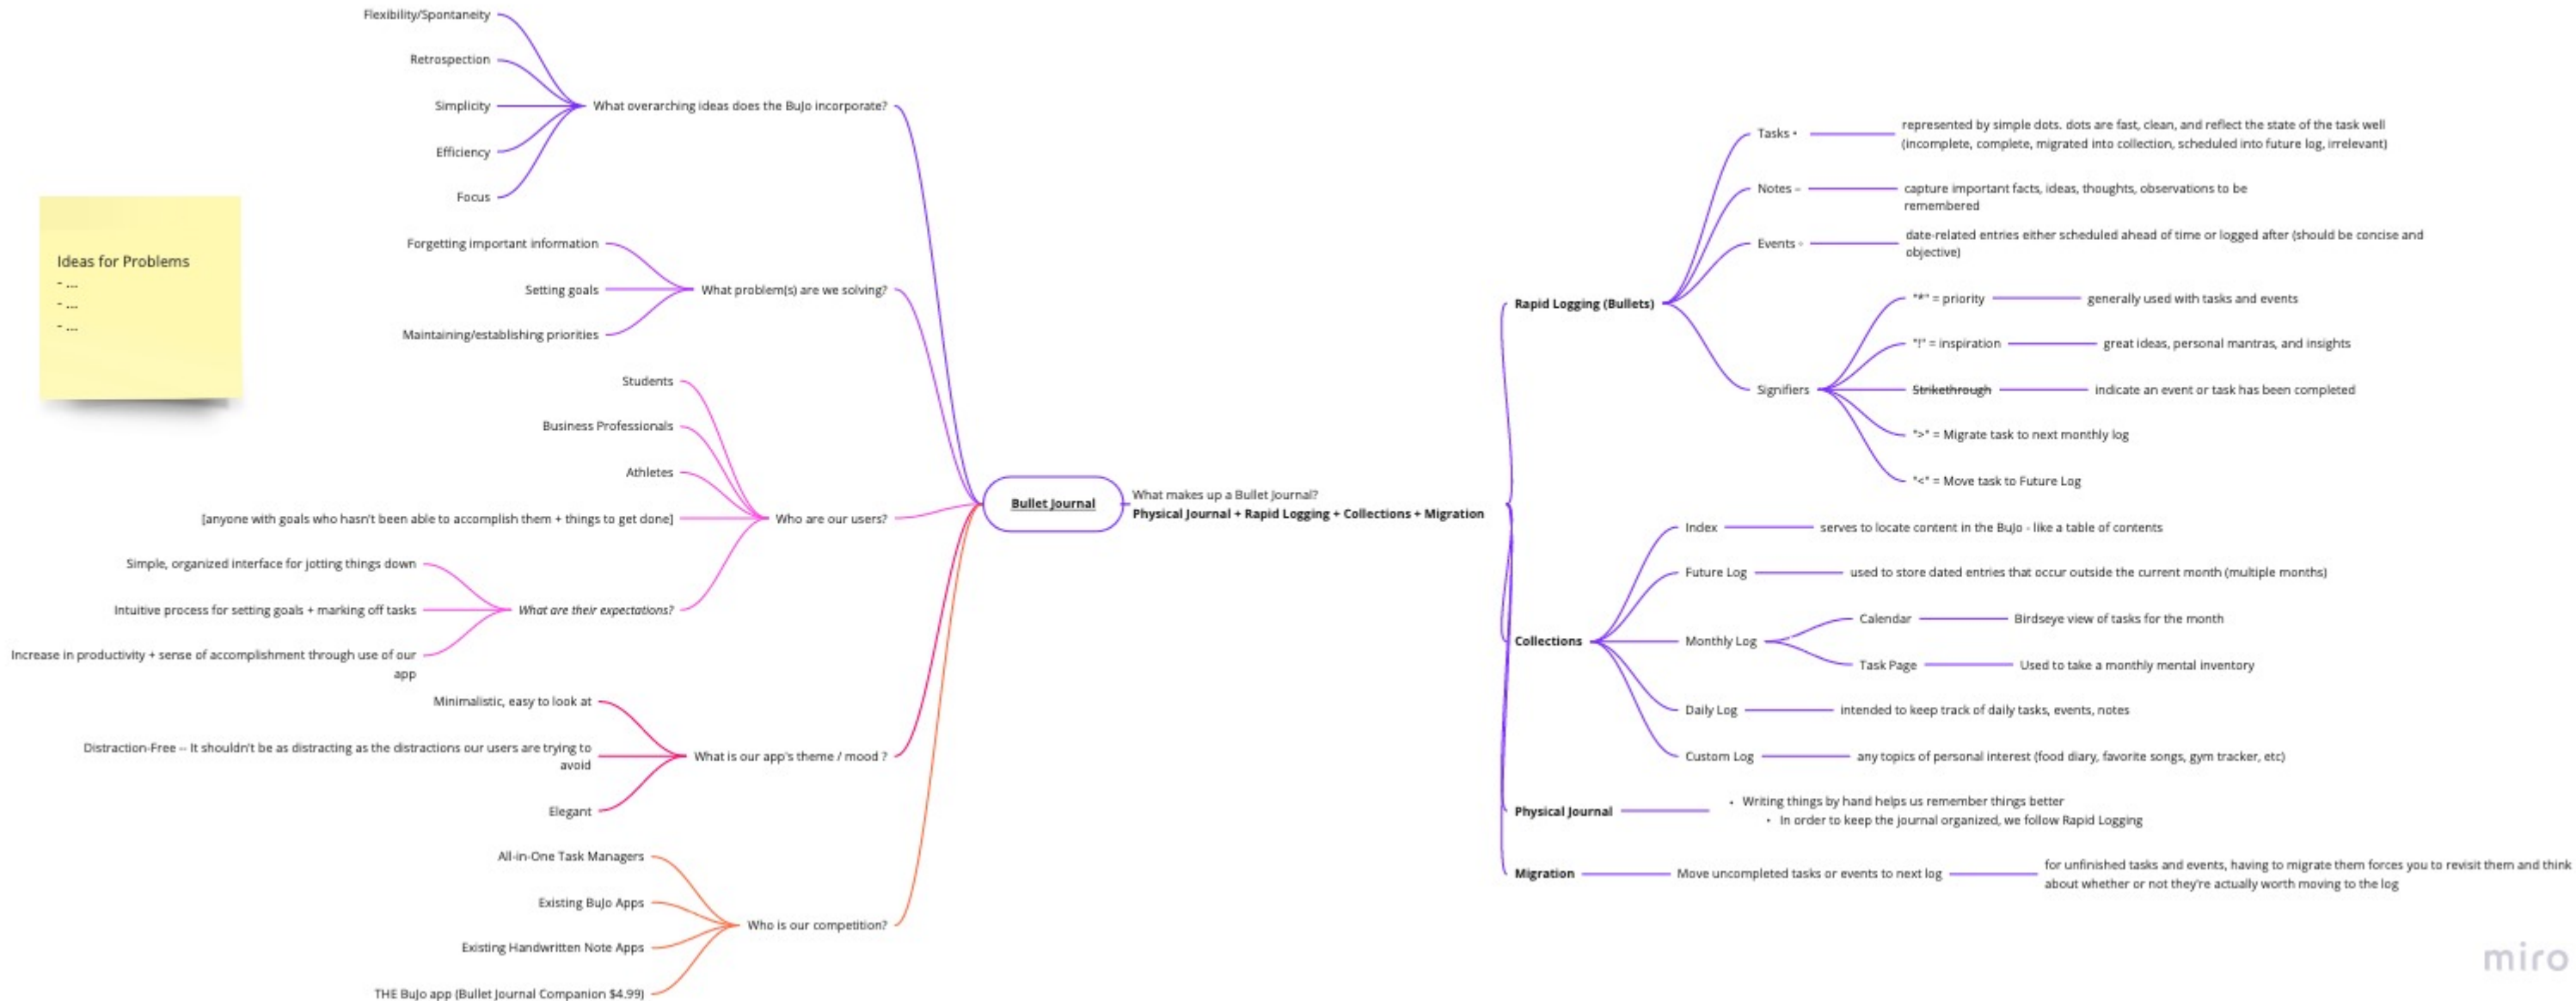 Flexibility/Spontaneity
Retrospection
Simplicity
Efficiency
Focus
What overarching ideas does the BuJo incorporate?
Ideas for Problems
- ...
- ...
- ...
Forgetting important information
Setting goals
Maintaining/establishing priorities
What problem(s) are we solving?
Students
Business Professionals
Athletes
[anyone with goals who hasn't been able to accomplish them + things to get done]
Who are our users?
Simple, organized interface for jotting things down
Intuitive process for setting goals + marking off tasks
Increase in productivity + sense of accomplishment through use of our
app
What are their expectations?
Minimalistic, easy to look at
Distraction-Free -- It shouldn't be as distracting as the distractions our users are trying to
avoid
Elegant
What is our app's theme / mood ?
All-in-One Task Managers
Existing BuJo Apps
Existing Handwritten Note Apps
THE BuJo app (Bullet Journal Companion $4.99)
Who is our competition?
Bullet Journal
What makes up a Bullet Journal?
Physical Journal + Rapid Logging + Collections + Migration
Rapid Logging (Bullets)
Tasks •
represented by simple dots. dots are fast, clean, and reflect the state of the task well
(incomplete, complete, migrated into collection, scheduled into future log, irrelevant)
Notes –
capture important facts, ideas, thoughts, observations to be
remembered
Events ◦
date-related entries either scheduled ahead of time or logged after (should be concise and
objective)
Signifiers
"*" = priority
generally used with tasks and events
"!" = inspiration
great ideas, personal mantras, and insights
Strikethrough
indicate an event or task has been completed
">" = Migrate task to next monthly log
"<" = Move task to Future Log
Collections
Index
serves to locate content in the BuJo - like a table of contents
Future Log
used to store dated entries that occur outside the current month (multiple months)
Monthly Log
Calendar
Birdseye view of tasks for the month
Task Page
Used to take a monthly mental inventory
Daily Log
intended to keep track of daily tasks, events, notes
Custom Log
any topics of personal interest (food diary, favorite songs, gym tracker, etc)
Physical Journal
• Writing things by hand helps us remember things better
• In order to keep the journal organized, we follow Rapid Logging
Migration
Move uncompleted tasks or events to next log
for unfinished tasks and events, having to migrate them forces you to revisit them and think
about whether or not they're actually worth moving to the log
miro